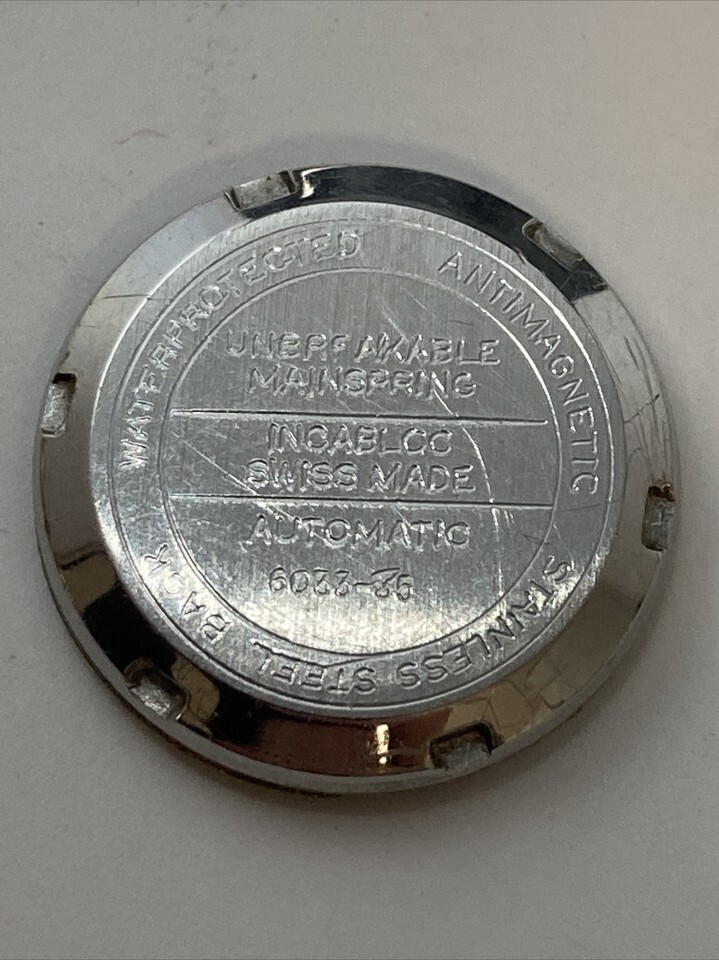 WATERPROTECTED ANTIMAGNETIC STAINLESS STEEL BACK
UNBREAKABLE
MAINSPRING
INCABLOC
SWISS MADE
AUTOMATIC
6033-35